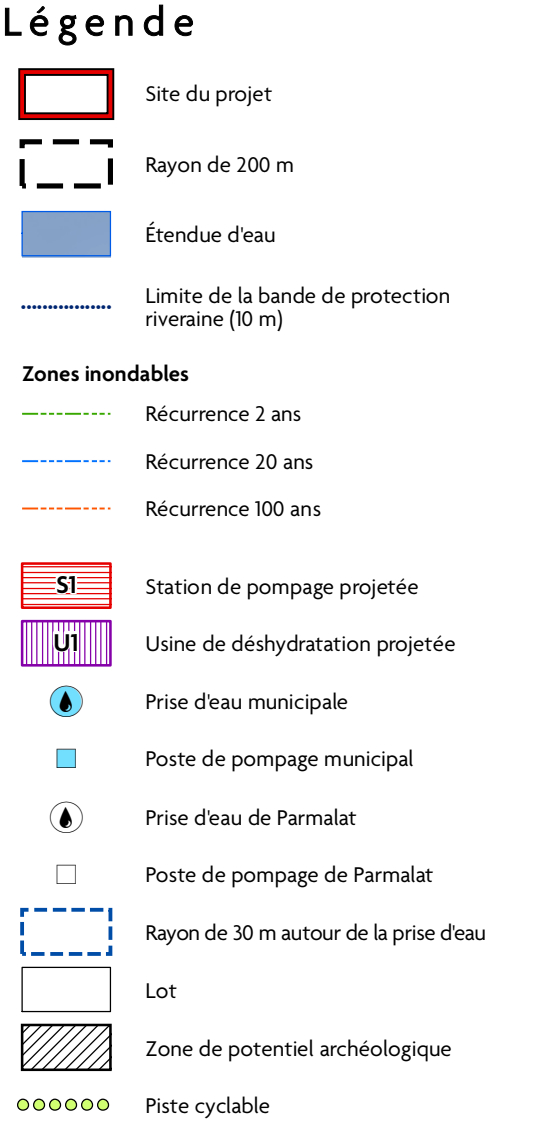 Légende
Site du projet
Rayon de 200 m
Étendue d'eau
Limite de la bande de protection
riveraine (10 m)
Zones inondables
Récurrence 2 ans
Récurrence 20 ans
Récurrence 100 ans
S1 Station de pompage projetée
U1 Usine de déshydratation projetée
Prise d'eau municipale
Poste de pompage municipal
Prise d'eau de Parmalat
Poste de pompage de Parmalat
Rayon de 30 m autour de la prise d'eau
Lot
Zone de potentiel archéologique
Piste cyclable